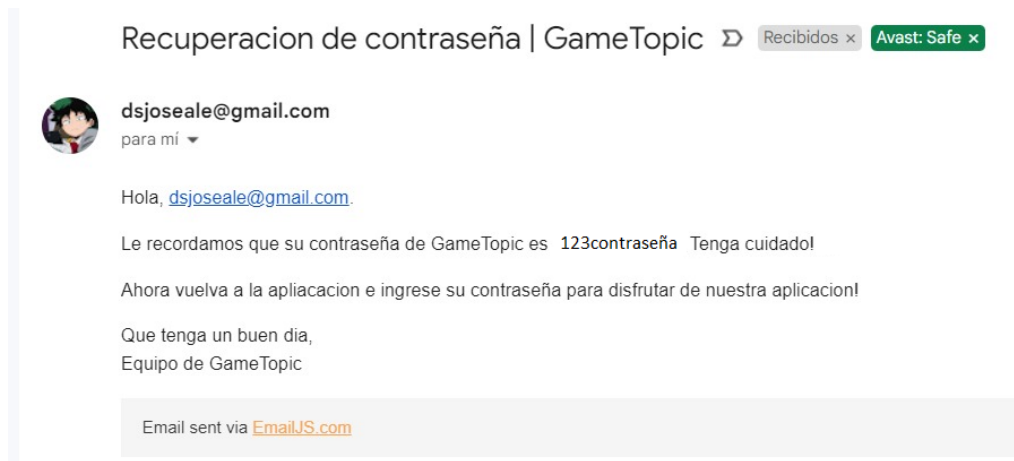 Recuperacion de contraseña | GameTopic Recibidos × Avast: Safe ×
dsjoseale@gmail.com
para mí
Hola, dsjoseale@gmail.com.
Le recordamos que su contraseña de GameTopic es 123contraseña Tenga cuidado!
Ahora vuelva a la apliacacion e ingrese su contraseña para disfrutar de nuestra aplicacion!
Que tenga un buen dia,
Equipo de GameTopic
Email sent via EmailJS.com